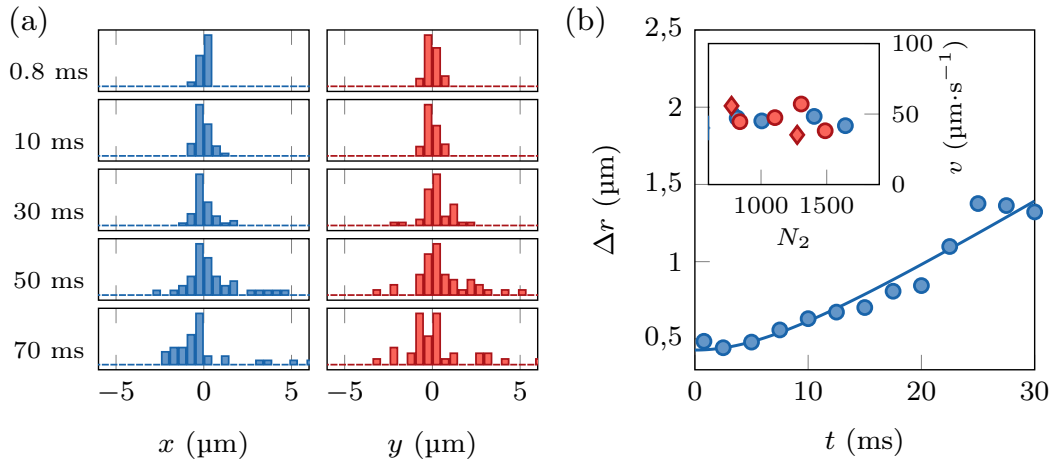 (a)
0.8 ms
10 ms
30 ms
50 ms
70 ms
−5 0 5
−5 0 5
x (µm)
y (µm)
(b)
2,5
2
1,5
1
0,5
Δr (µm)
0 10 20 30
t (ms)
100
50
0
v (µm·s⁻¹)
1000 1500
N₂